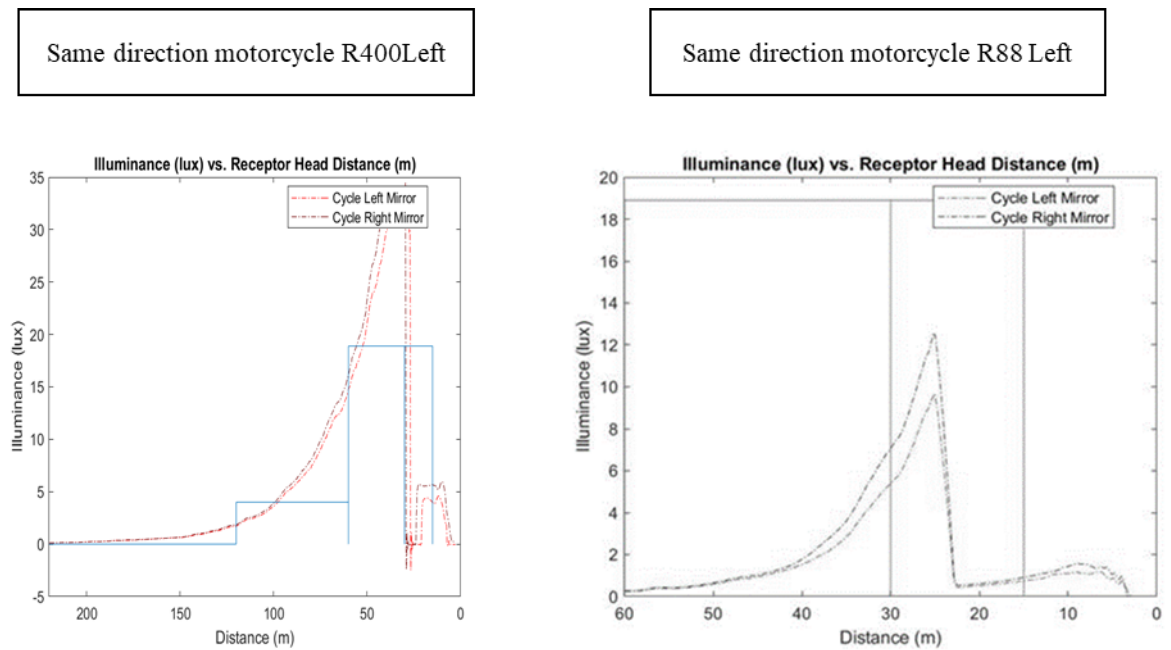 Same direction motorcycle R400Left
Same direction motorcycle R88 Left
Illuminance (lux) vs. Receptor Head Distance (m)
35
30
25
20
15
10
5
0
-5
Illuminance (lux)
Cycle Left Mirror
Cycle Right Mirror
200
150
100
50
0
Distance (m)
Illuminance (lux) vs. Receptor Head Distance (m)
20
18
16
14
12
10
8
6
4
2
0
Illuminance (lux)
Cycle Left Mirror
Cycle Right Mirror
60
50
40
30
20
10
0
Distance (m)